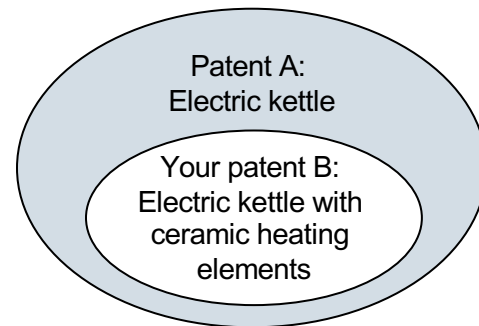 Patent A:
Electric kettle
Your patent B:
Electric kettle with
ceramic heating
elements